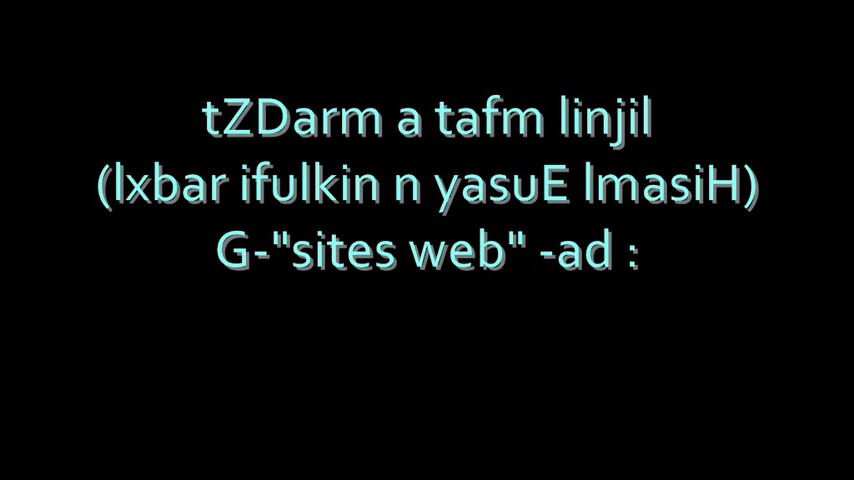 tZDarm a tafm linjil
(lxbar ifulkin n yasuE lmasiH)
G-"sites web" -ad :